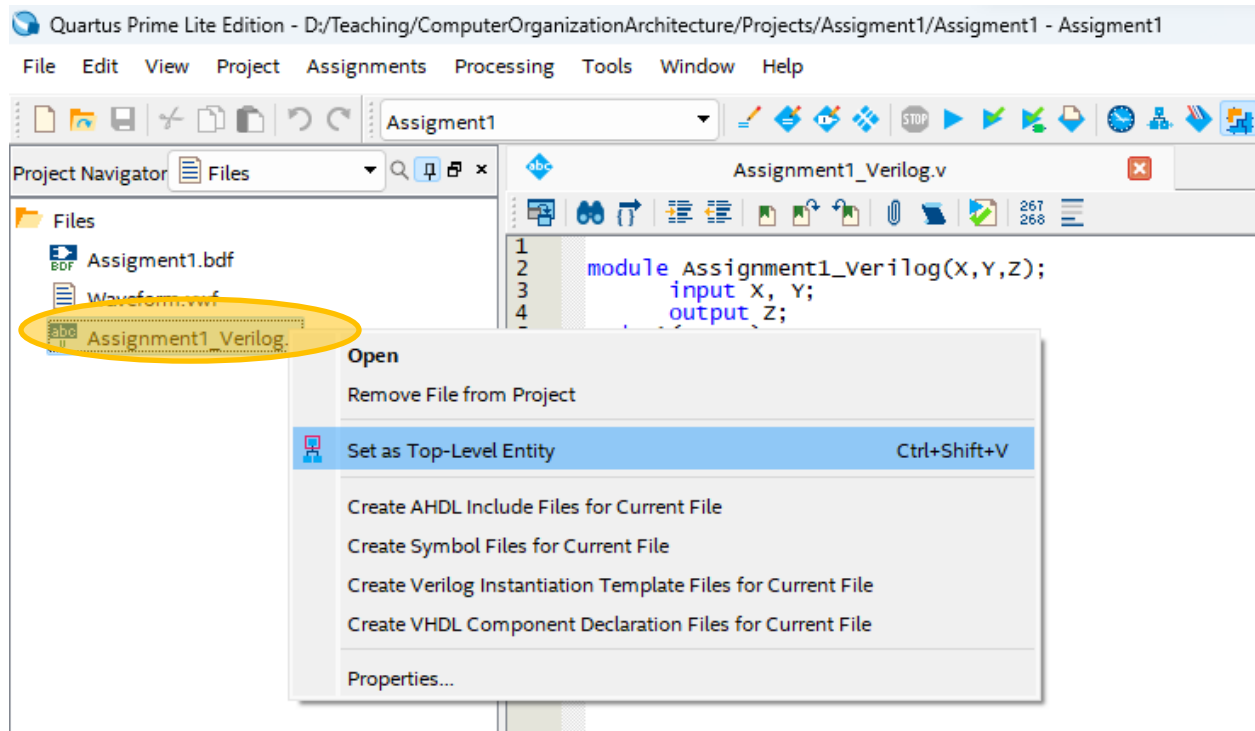 Quartus Prime Lite Edition - D:/Teaching/ComputerOrganizationArchitecture/Projects/Assigment1/Assigment1 - Assigment1
File Edit View Project Assignments Processing Tools Window Help
Assigment1
STOP
Project Navigator Files
abc Assignment1_Verilog.v
267
268
Files
BDF Assigment1.bdf
Waveform.vwf
abc Assignment1_Verilog.
1
2 module Assignment1_Verilog(X,Y,Z);
3 input X, Y;
4 output Z;
Open
Remove File from Project
Set as Top-Level Entity Ctrl+Shift+V
Create AHDL Include Files for Current File
Create Symbol Files for Current File
Create Verilog Instantiation Template Files for Current File
Create VHDL Component Declaration Files for Current File
Properties...